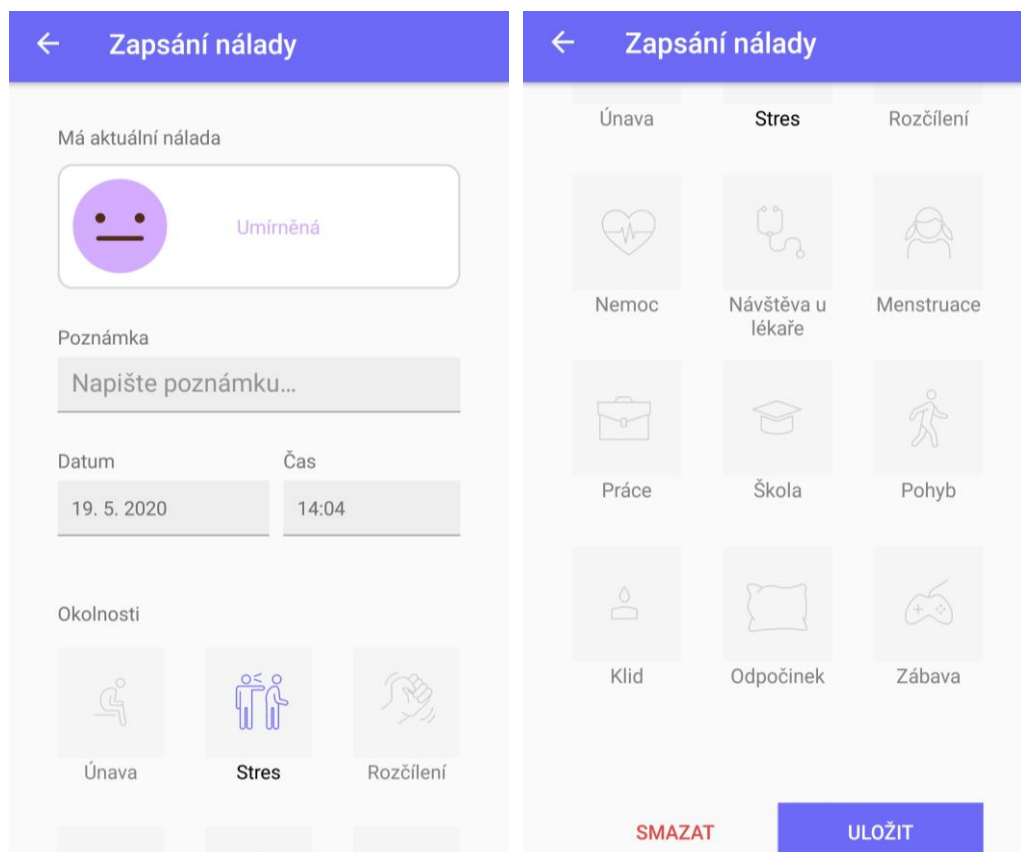 Zapsání nálady
Má aktuální nálada
Umírněná
Poznámka
Napište poznámku...
Datum
Čas
19. 5. 2020
14:04
Okolnosti
Únava
Stres
Rozčílení
Zapsání nálady
Únava
Stres
Rozčílení
Nemoc
Návštěva u
lékaře
Menstruace
Práce
Škola
Pohyb
Klid
Odpočinek
Zábava
SMAZAT
ULOŽIT